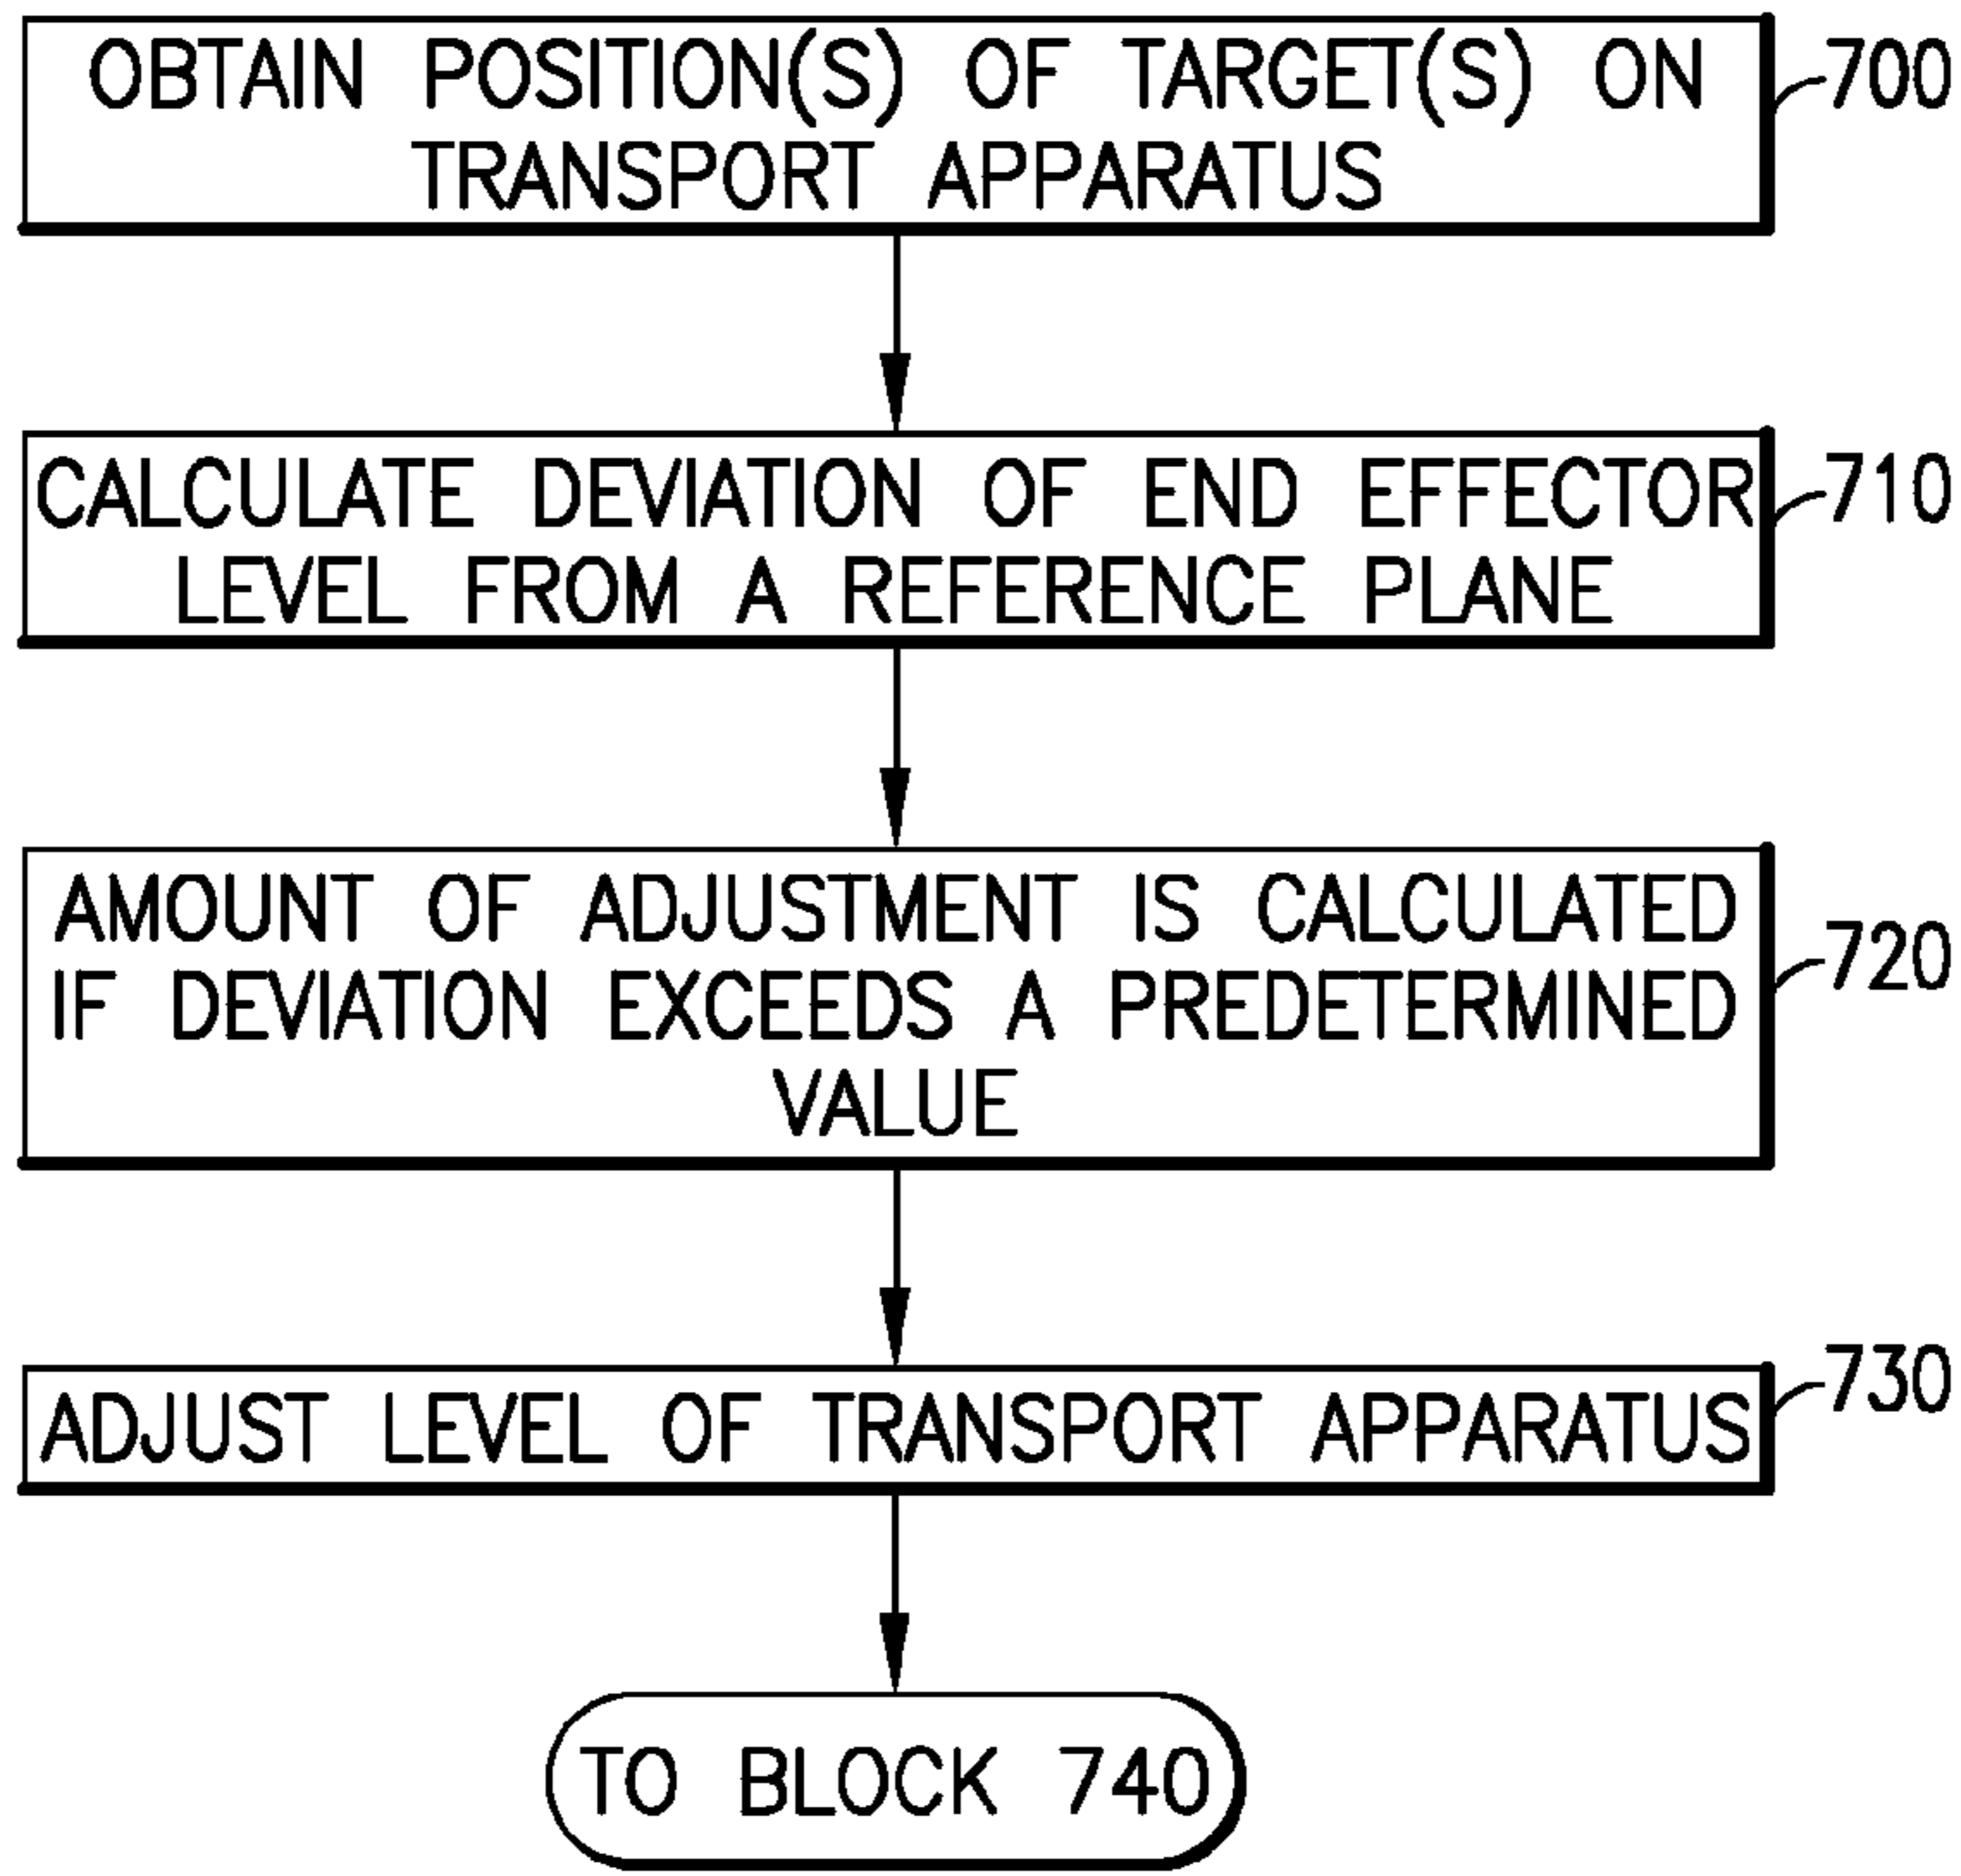 OBTAIN POSITION(S) OF TARGET(S) ON
TRANSPORT APPARATUS
700
CALCULATE DEVIATION OF END EFFECTOR
LEVEL FROM A REFERENCE PLANE
710
AMOUNT OF ADJUSTMENT IS CALCULATED
IF DEVIATION EXCEEDS A PREDETERMINED
VALUE
720
ADJUST LEVEL OF TRANSPORT APPARATUS
730
TO BLOCK 740